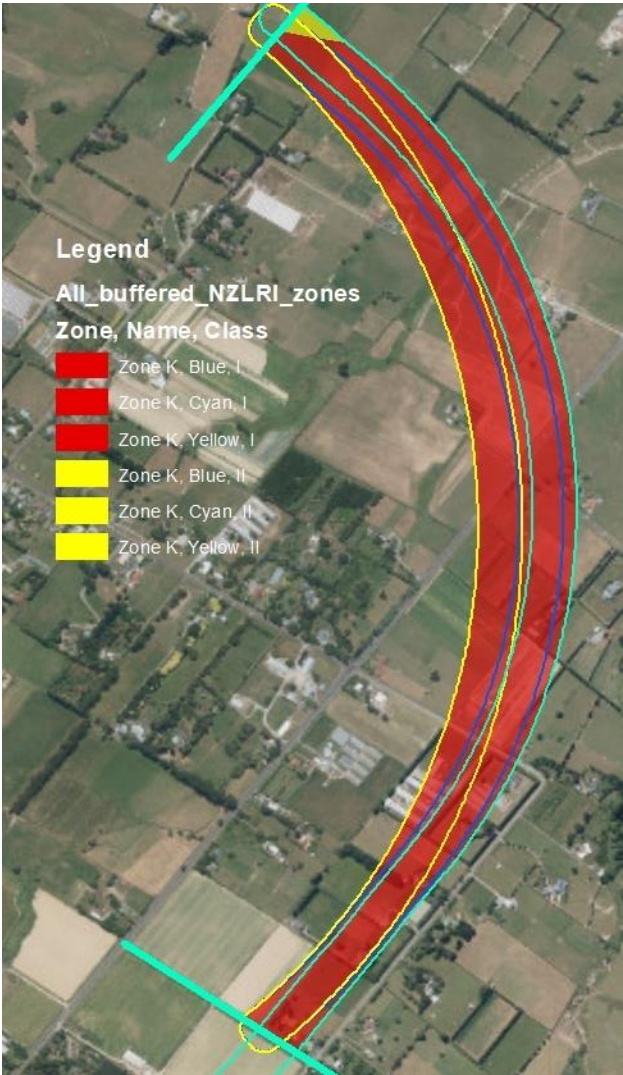 Legend
All_buffered_NZLRI_zones
Zone, Name, Class
Zone K, Blue, I
Zone K, Cyan, I
Zone K, Yellow, I
Zone K, Blue, II
Zone K, Cyan, II
Zone K, Yellow, II